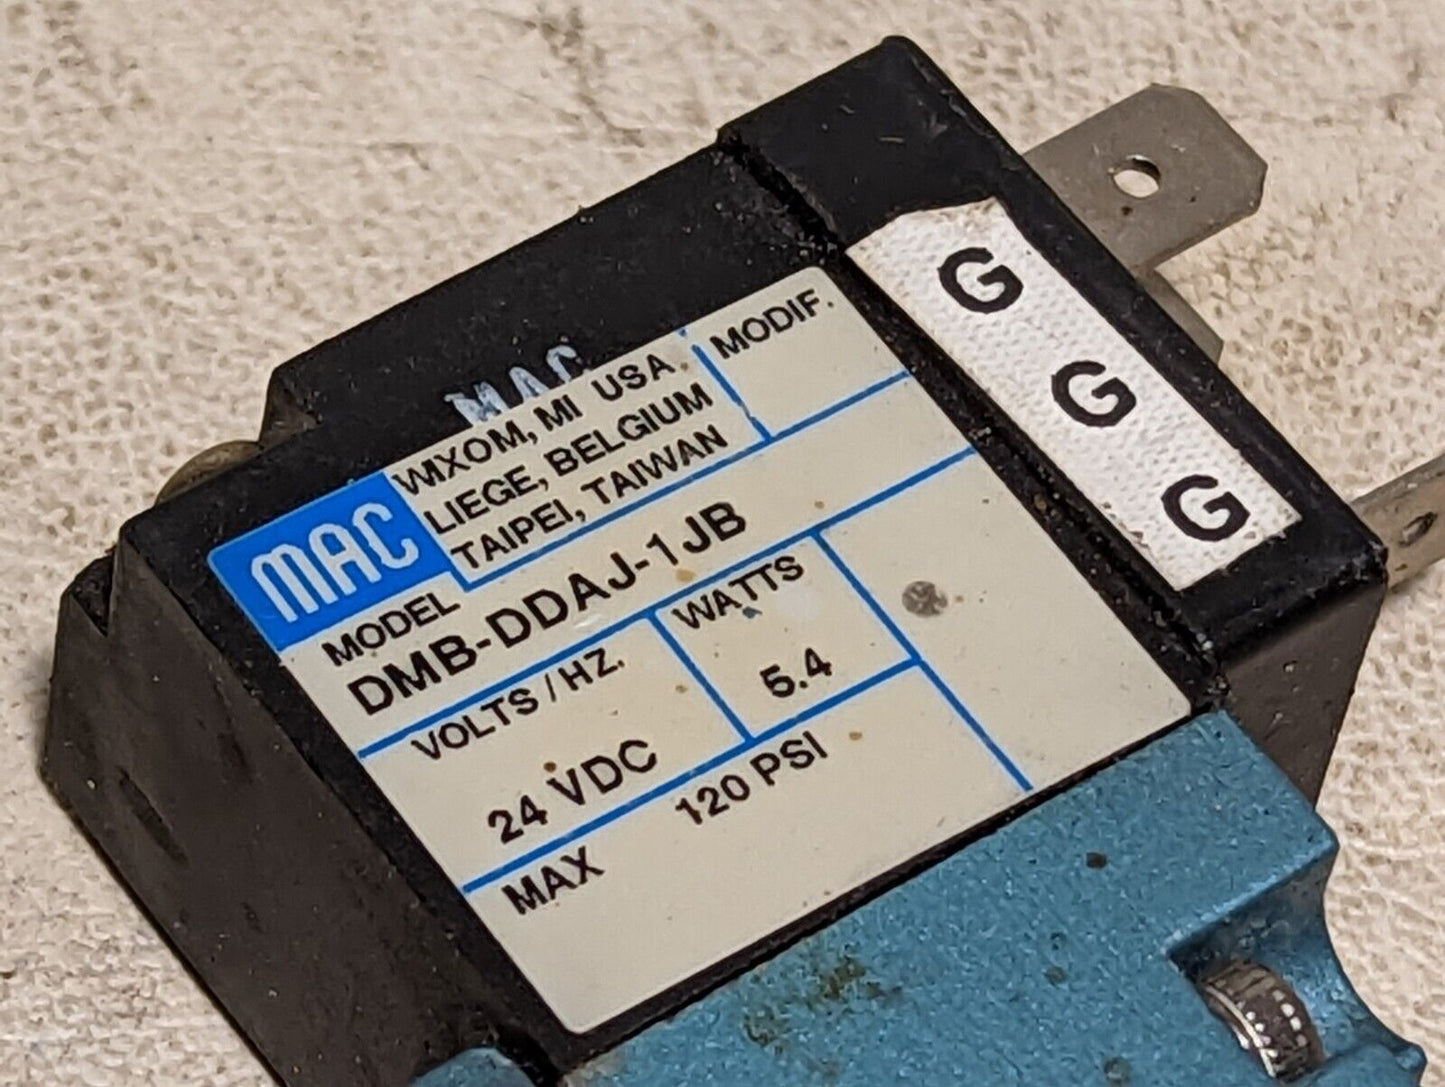 MAC
MAC
WIXOM, MI USA
LIEGE, BELGIUM
TAIPEI, TAIWAN
MODIF.
MODEL
DMB-DDAJ-1JB
VOLTS / HZ.
24 VDC
WATTS
5.4
MAX
120 PSI
G
G
G